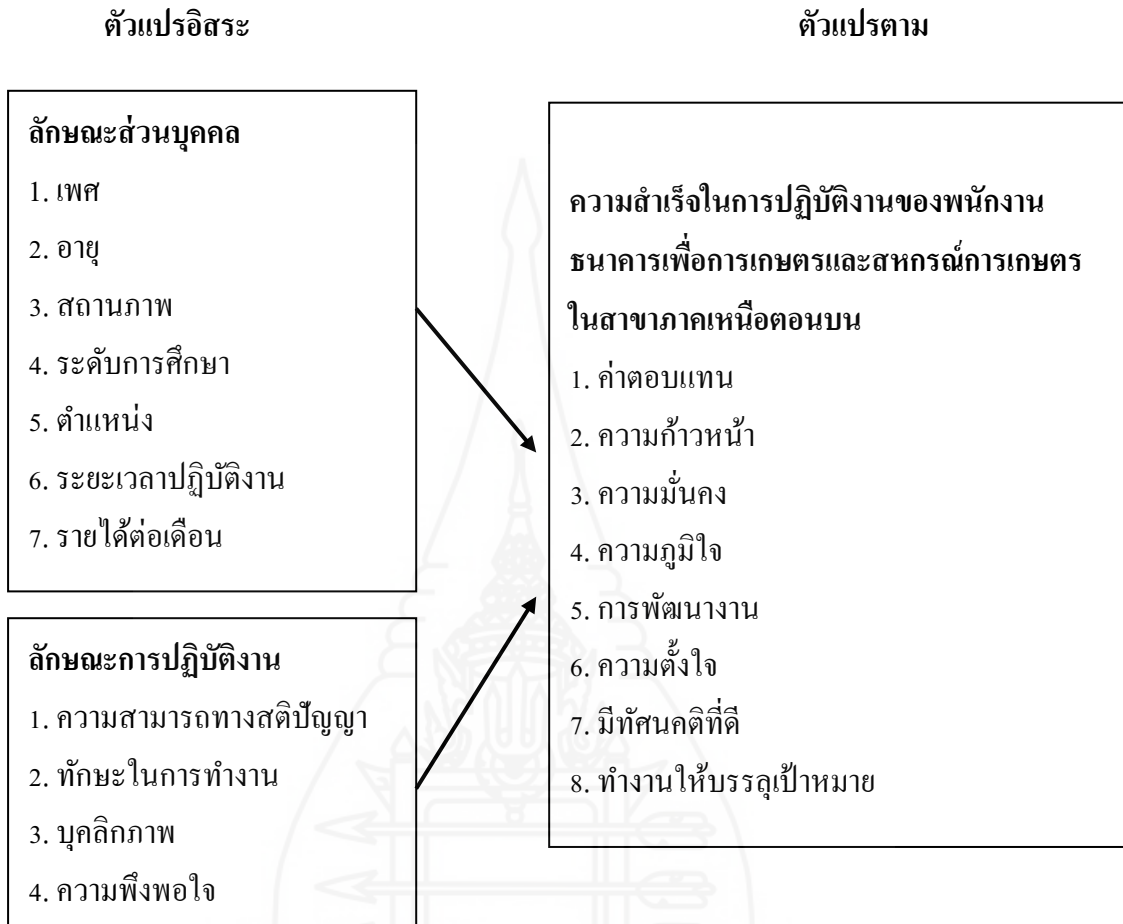 ตัวแปรอิสระ
ตัวแปรตาม
ลักษณะส่วนบุคคล
1. เพศ
2. อายุ
3. สถานภาพ
4. ระดับการศึกษา
5. ตำแหน่ง
6. ระยะเวลาปฏิบัติงาน
7. รายได้ต่อเดือน
ลักษณะการปฏิบัติงาน
1. ความสามารถทางสติปัญญา
2. ทักษะในการทำงาน
3. บุคลิกภาพ
4. ความพึงพอใจ
ความสำเร็จในการปฏิบัติงานของพนักงาน
ธนาคารเพื่อการเกษตรและสหกรณ์การเกษตร
ในสาขาภาคเหนือตอนบน
1. ค่าตอบแทน
2. ความก้าวหน้า
3. ความมั่นคง
4. ความภูมิใจ
5. การพัฒนางาน
6. ความตั้งใจ
7. มีทัศนคติที่ดี
8. ทำงานให้บรรลุเป้าหมาย